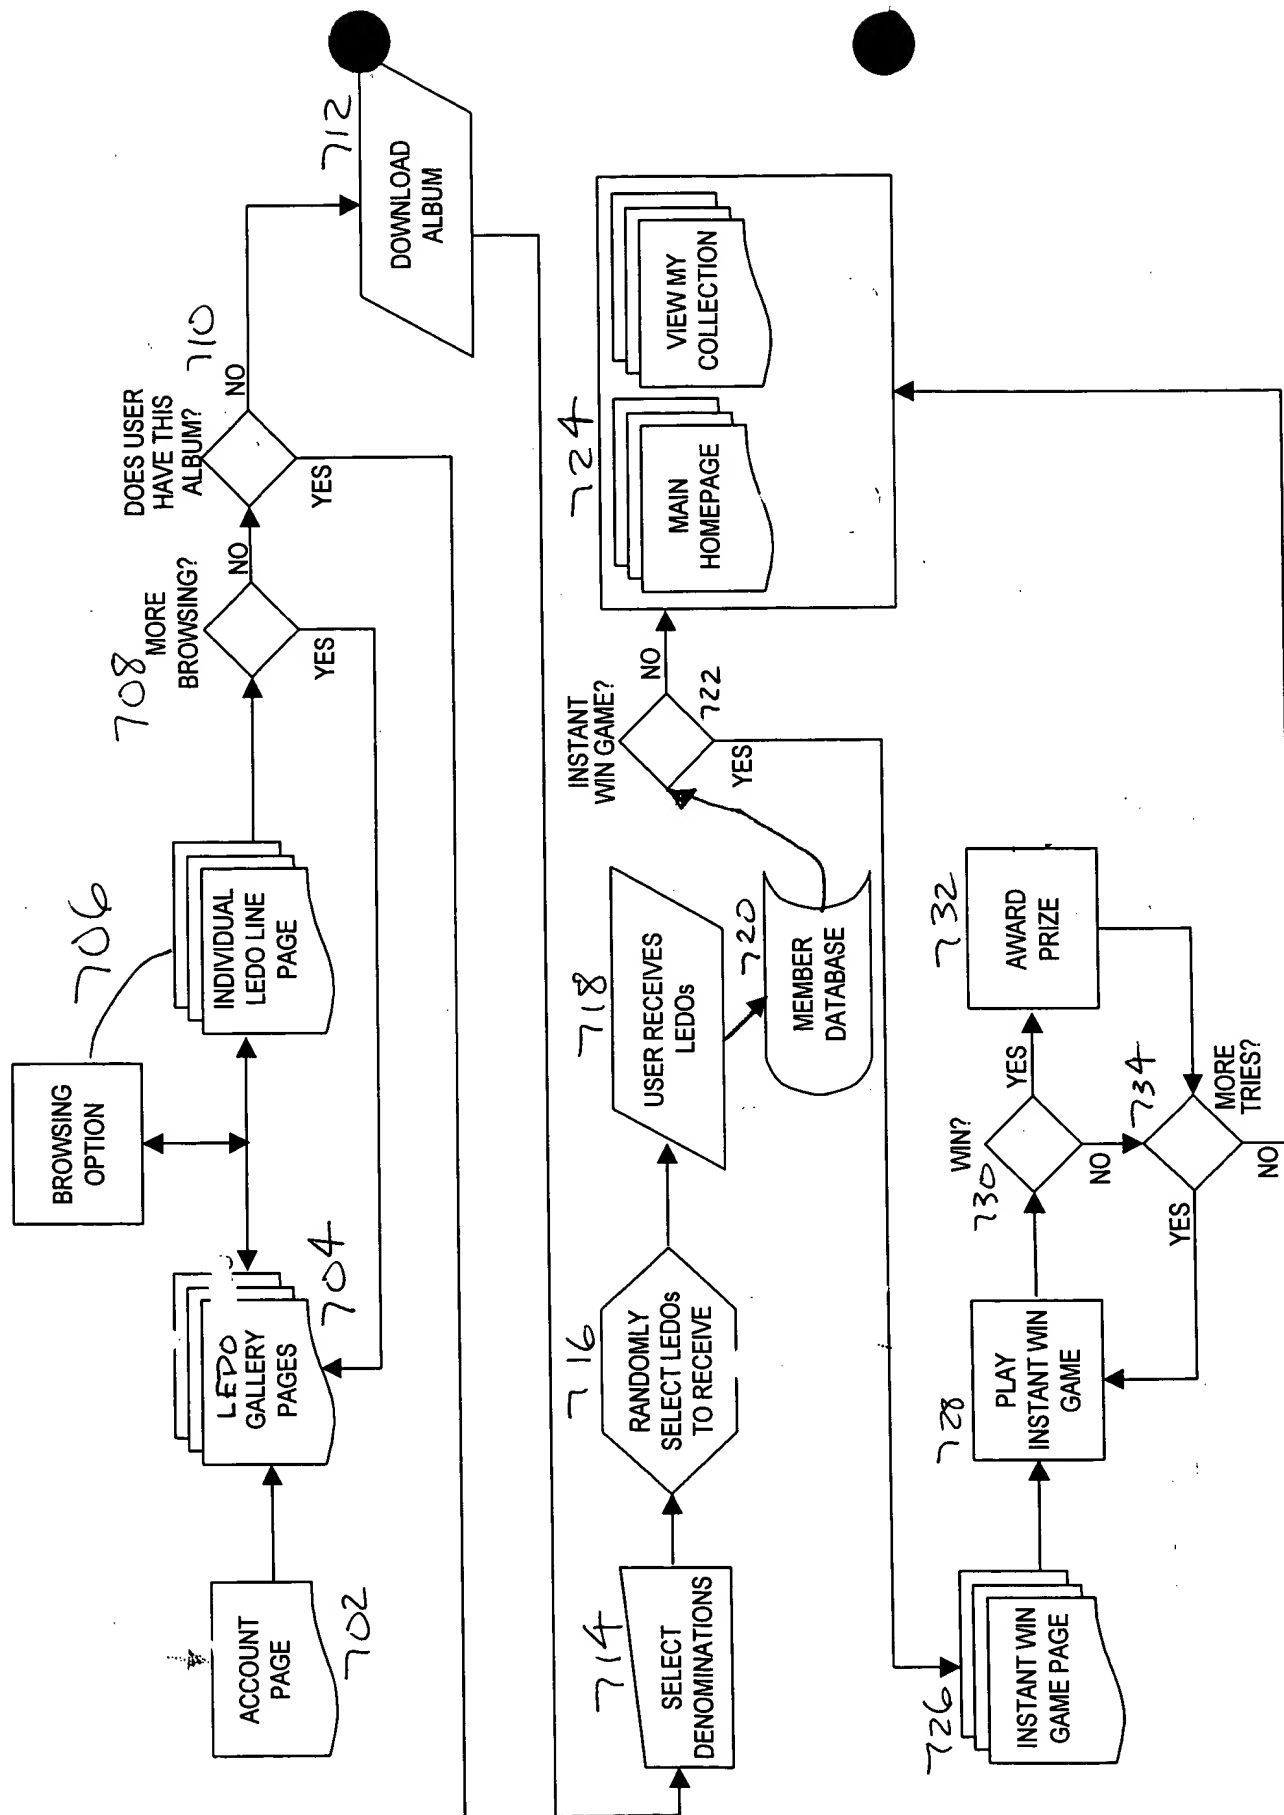 ACCOUNT
PAGE
702
LEDO
GALLERY
PAGES
704
BROWSING
OPTION
706
INDIVIDUAL
LEDO LINE
PAGE
708
MORE
BROWSING?
NO
YES
DOES USER
HAVE THIS
ALBUM?
710
NO
YES
712
DOWNLOAD
ALBUM
714
SELECT
DENOMINATIONS
716
RANDOMLY
SELECT LEDOs
TO RECEIVE
718
USER RECEIVES
LEDOs
720
MEMBER
DATABASE
INSTANT
WIN GAME?
722
NO
YES
724
MAIN
HOMEPAGE
VIEW MY
COLLECTION
726
INSTANT WIN
GAME PAGE
728
PLAY
INSTANT WIN
GAME
WIN?
730
YES
NO
732
AWARD
PRIZE
734
MORE
TRIES?
YES
NO